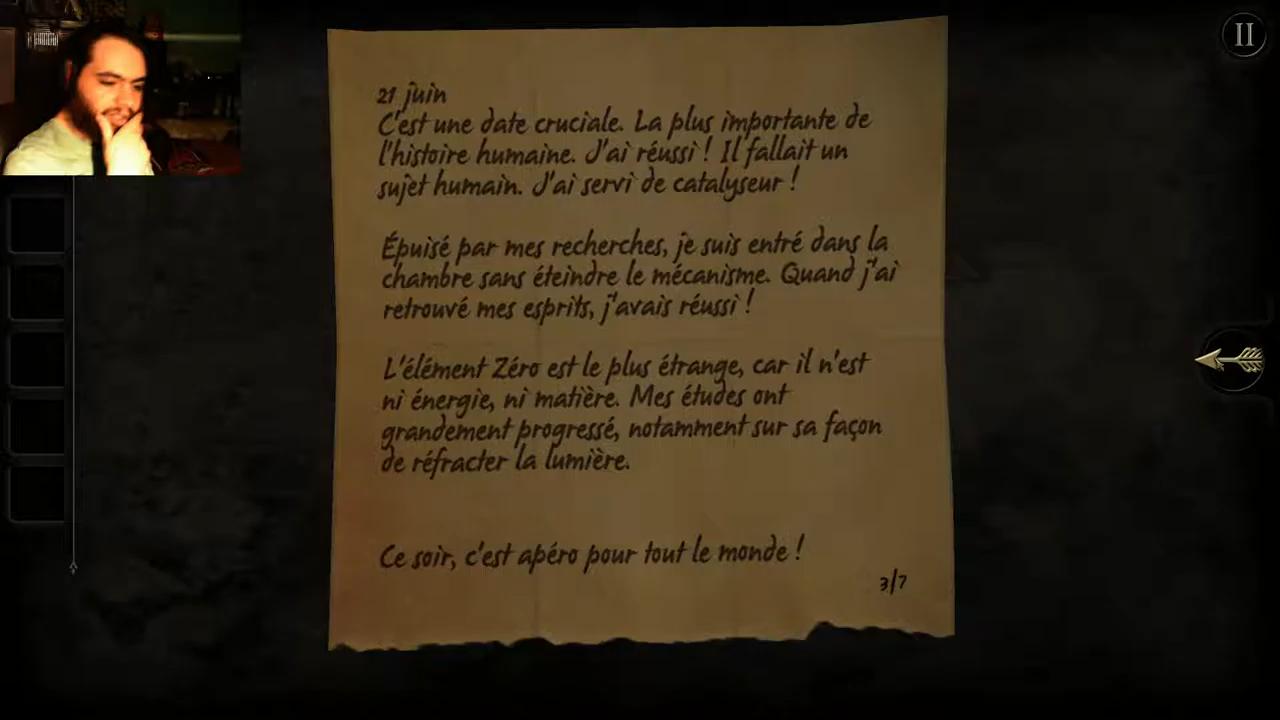 21 juin
C'est une date cruciale. La plus importante de
l'histoire humaine. J'ai réussi ! Il fallait un
sujet humain. J'ai servi de catalyseur !
Épuisé par mes recherches, je suis entré dans la
chambre sans éteindre le mécanisme. Quand j'ai
retrouvé mes esprits, j'avais réussi !
L'élément Zéro est le plus étrange, car il n'est
ni énergie, ni matière. Mes études ont
grandement progressé, notamment sur sa façon
de réfracter la lumière.
Ce soir, c'est apéro pour tout le monde !
3/7